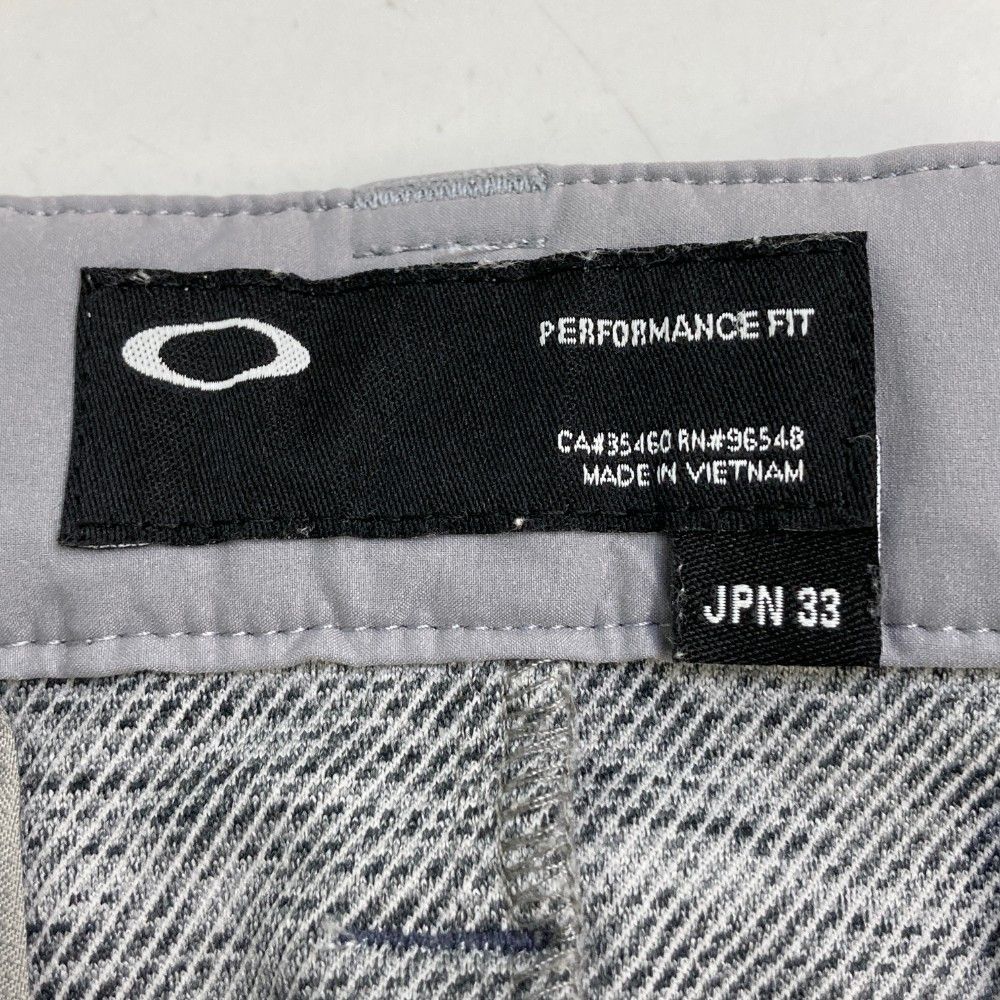 PERFORMANCE FIT
CA#35460 RN#96548
MADE IN VIETNAM
JPN 33